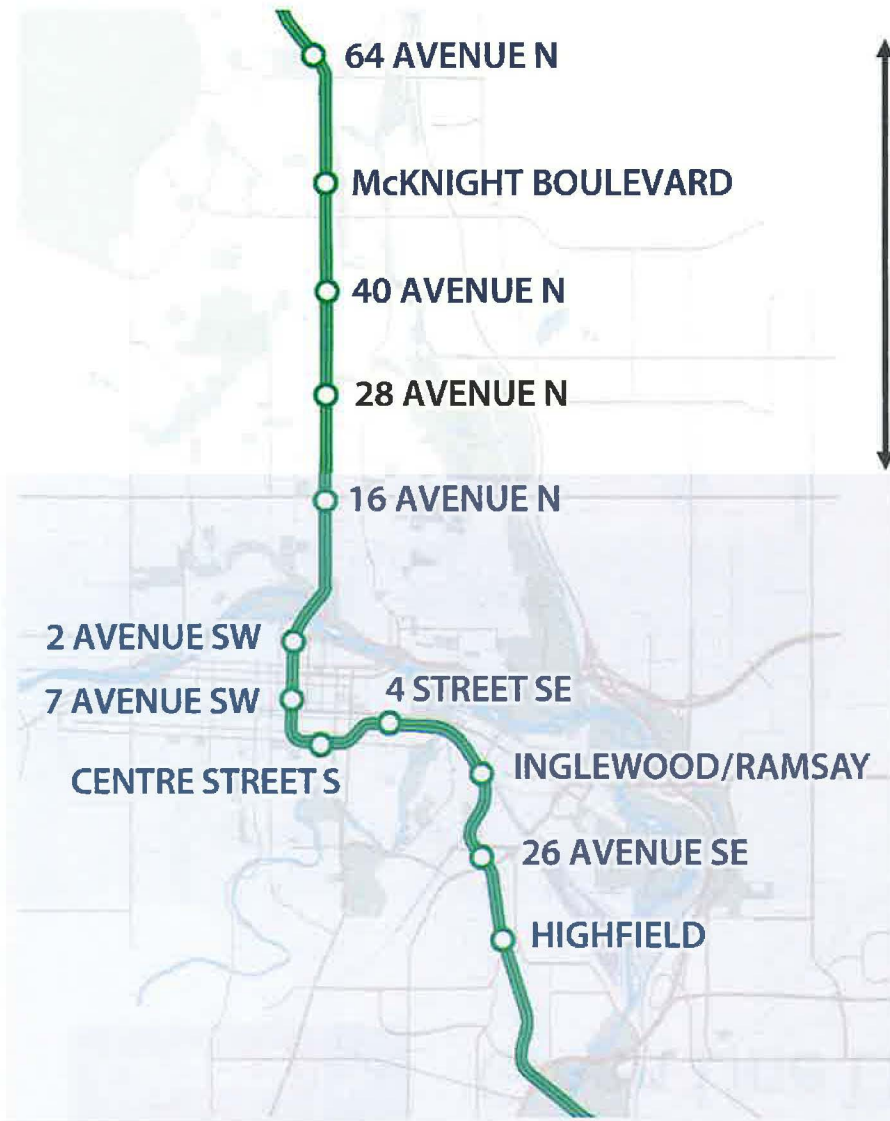 64 AVENUE N
McKNIGHT BOULEVARD
40 AVENUE N
28 AVENUE N
16 AVENUE N
2 AVENUE SW
7 AVENUE SW
4 STREET SE
CENTRE STREET S
INGLEWOOD/RAMSAY
26 AVENUE SE
HIGHFIELD